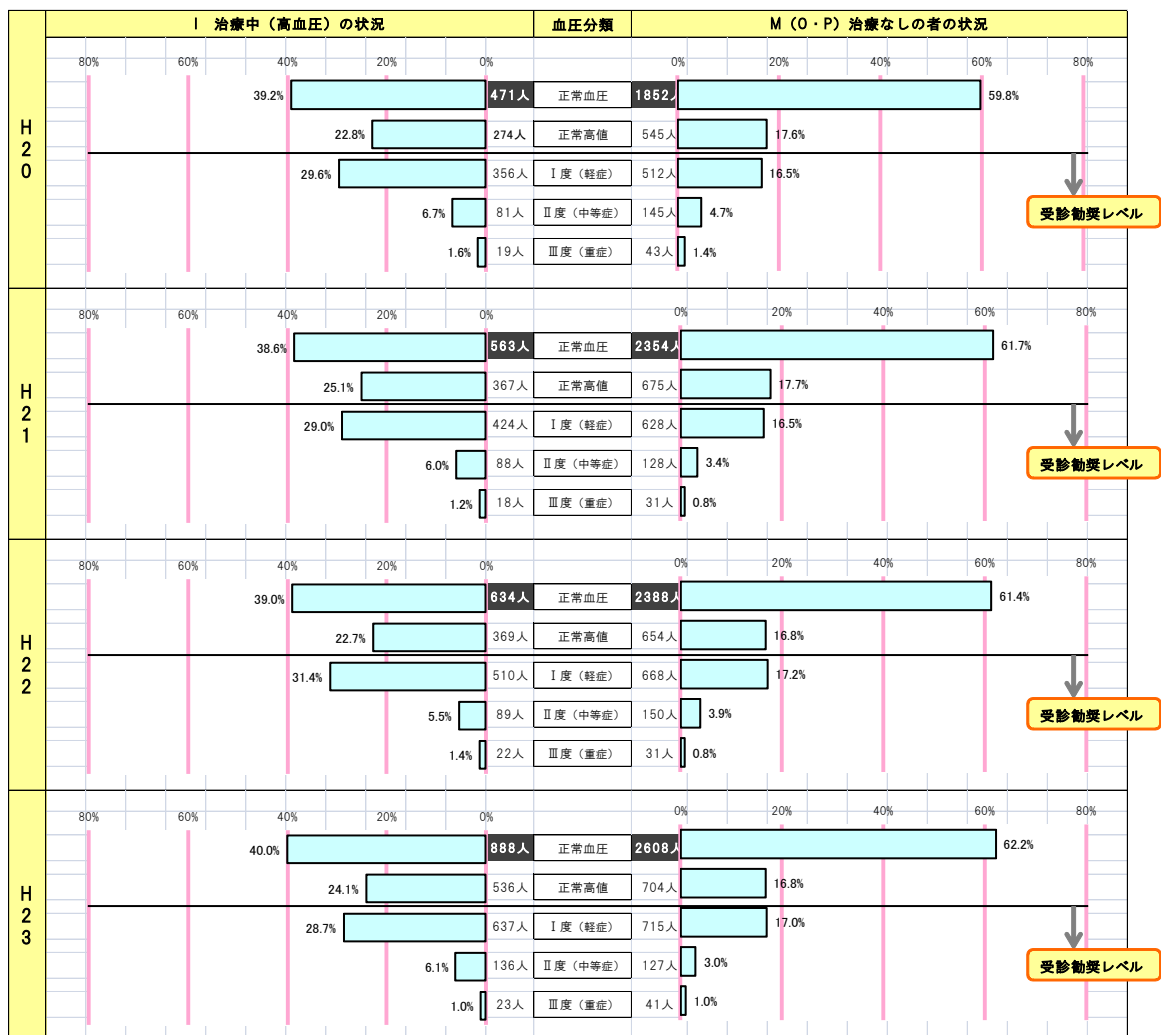 Ⅰ 治療中（高血圧）の状況 血圧分類 M（O・P）治療なしの者の状況
H20
80% 60% 40% 20% 0% 0% 20% 40% 60% 80%
39.2% 471人 正常血圧 1852人 59.8%
22.8% 274人 正常高値 545人 17.6%
29.6% 356人 Ⅰ度（軽症） 512人 16.5%
6.7% 81人 Ⅱ度（中等症） 145人 4.7%
受診勧奨レベル
1.6% 19人 Ⅲ度（重症） 43人 1.4%
H21
80% 60% 40% 20% 0% 0% 20% 40% 60% 80%
38.6% 563人 正常血圧 2354人 61.7%
25.1% 367人 正常高値 675人 17.7%
29.0% 424人 Ⅰ度（軽症） 628人 16.5%
6.0% 88人 Ⅱ度（中等症） 128人 3.4%
受診勧奨レベル
1.2% 18人 Ⅲ度（重症） 31人 0.8%
H22
80% 60% 40% 20% 0% 0% 20% 40% 60% 80%
39.0% 634人 正常血圧 2388人 61.4%
22.7% 369人 正常高値 654人 16.8%
31.4% 510人 Ⅰ度（軽症） 668人 17.2%
5.5% 89人 Ⅱ度（中等症） 150人 3.9%
受診勧奨レベル
1.4% 22人 Ⅲ度（重症） 31人 0.8%
H23
80% 60% 40% 20% 0% 0% 20% 40% 60% 80%
40.0% 888人 正常血圧 2608人 62.2%
24.1% 536人 正常高値 704人 16.8%
28.7% 637人 Ⅰ度（軽症） 715人 17.0%
6.1% 136人 Ⅱ度（中等症） 127人 3.0%
受診勧奨レベル
1.0% 23人 Ⅲ度（重症） 41人 1.0%